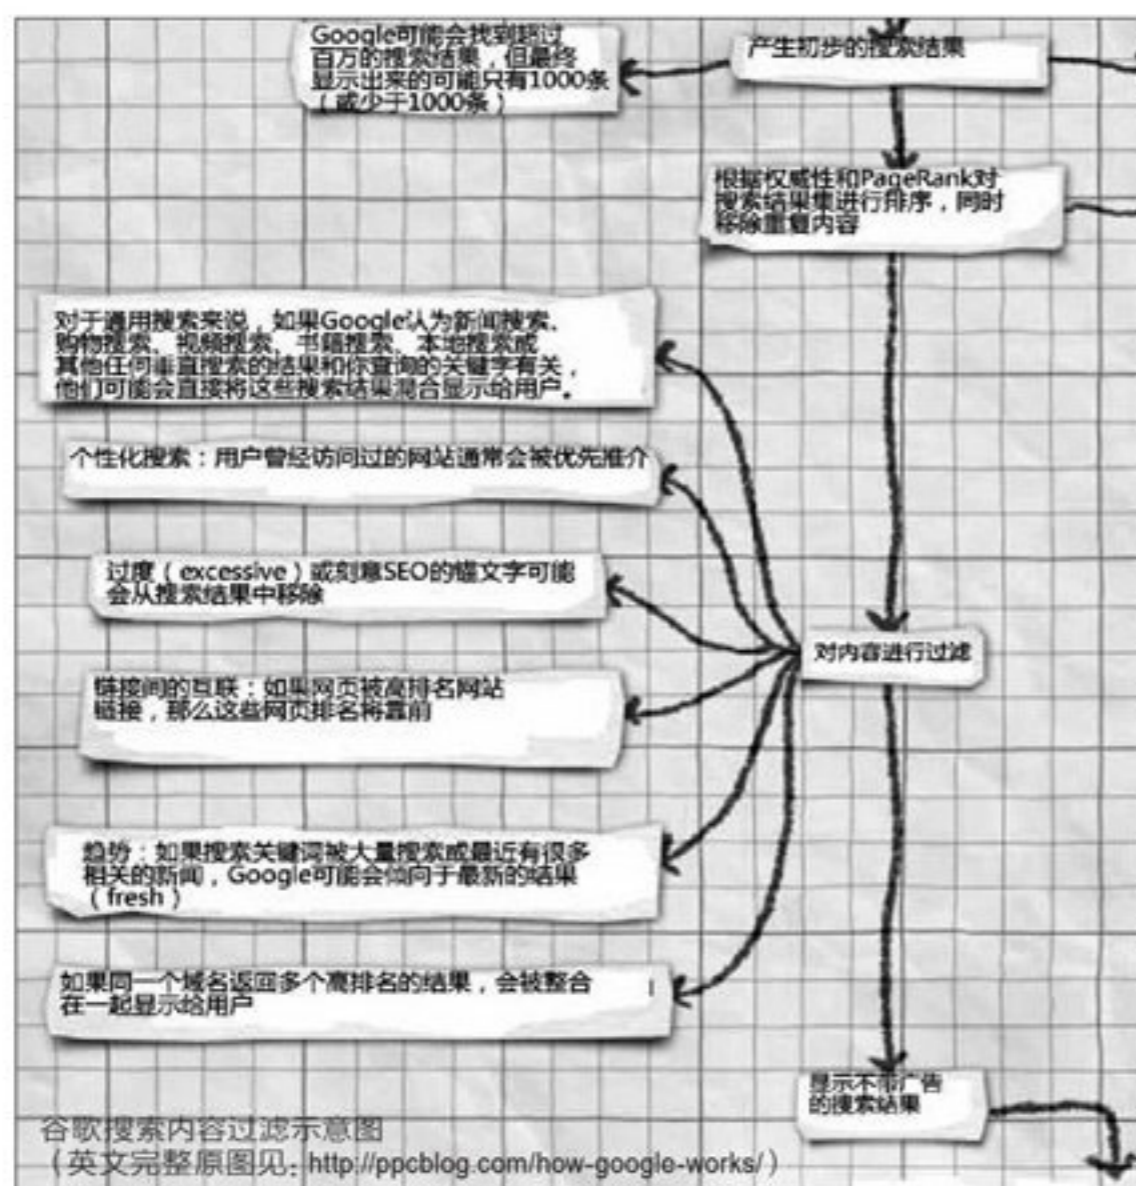 Google可能会找到超过
百万的搜索结果，但最终
显示出来的可能只有1000条
（或少于1000条）
产生初步的搜索结果
根据权威性和PageRank对
搜索结果集进行排序，同时
移除重复内容
对于通用搜索来说，如果Google认为新闻搜索、
购物搜索、视频搜索、书籍搜索、本地搜索或
其他任何垂直搜索的结果和你查询的关键字有关，
他们可能会直接将这些搜索结果混合显示给用户。
个性化搜索：用户曾经访问过的网站通常会被优先推介
过度（excessive）或刻意SEO的锚文字可能
会从搜索结果中移除
对内容进行过滤
链接间的互联：如果网页被高排名网站
链接，那么这些网页排名将靠前
趋势：如果搜索关键词被大量搜索或最近有很多
相关的新闻，Google可能会倾向于最新的结果
（fresh）
如果同一个域名返回多个高排名的结果，会被整合
在一起显示给用户
显示不带广告
的搜索结果
谷歌搜索内容过滤示意图
（英文完整原图见：http://ppcblog.com/how-google-works/）